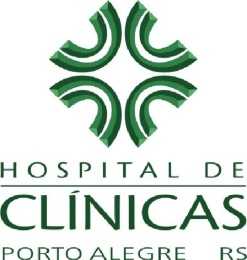 HOSPITAL DE
CLÍNICAS
PORTO ALEGRE RS